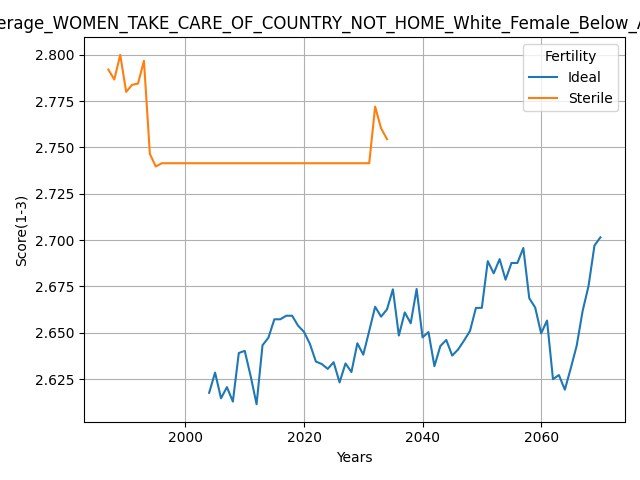 erage_WOMEN_TAKE_CARE_OF_COUNTRY_NOT_HOME_White_Female_Below_A
Fertility
Ideal
Sterile
2.800
2.775
2.750
2.725
2.700
2.675
2.650
2.625
Score(1-3)
2000
2020
2040
2060
Years